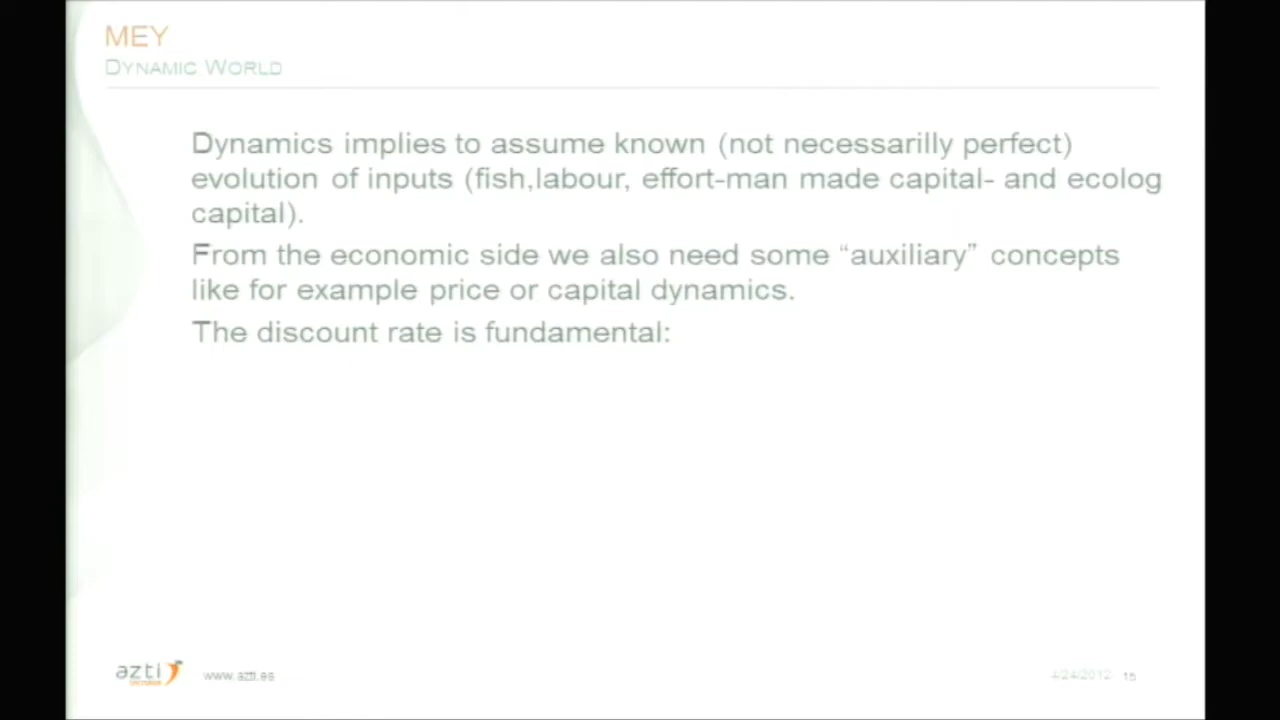 MEY
DYNAMIC WORLD
Dynamics implies to assume known (not necessarilly perfect)
evolution of inputs (fish,labour, effort-man made capital- and ecolog
capital).
From the economic side we also need some “auxiliary” concepts
like for example price or capital dynamics.
The discount rate is fundamental:
azti
www.azti.es
4/24/2012 15